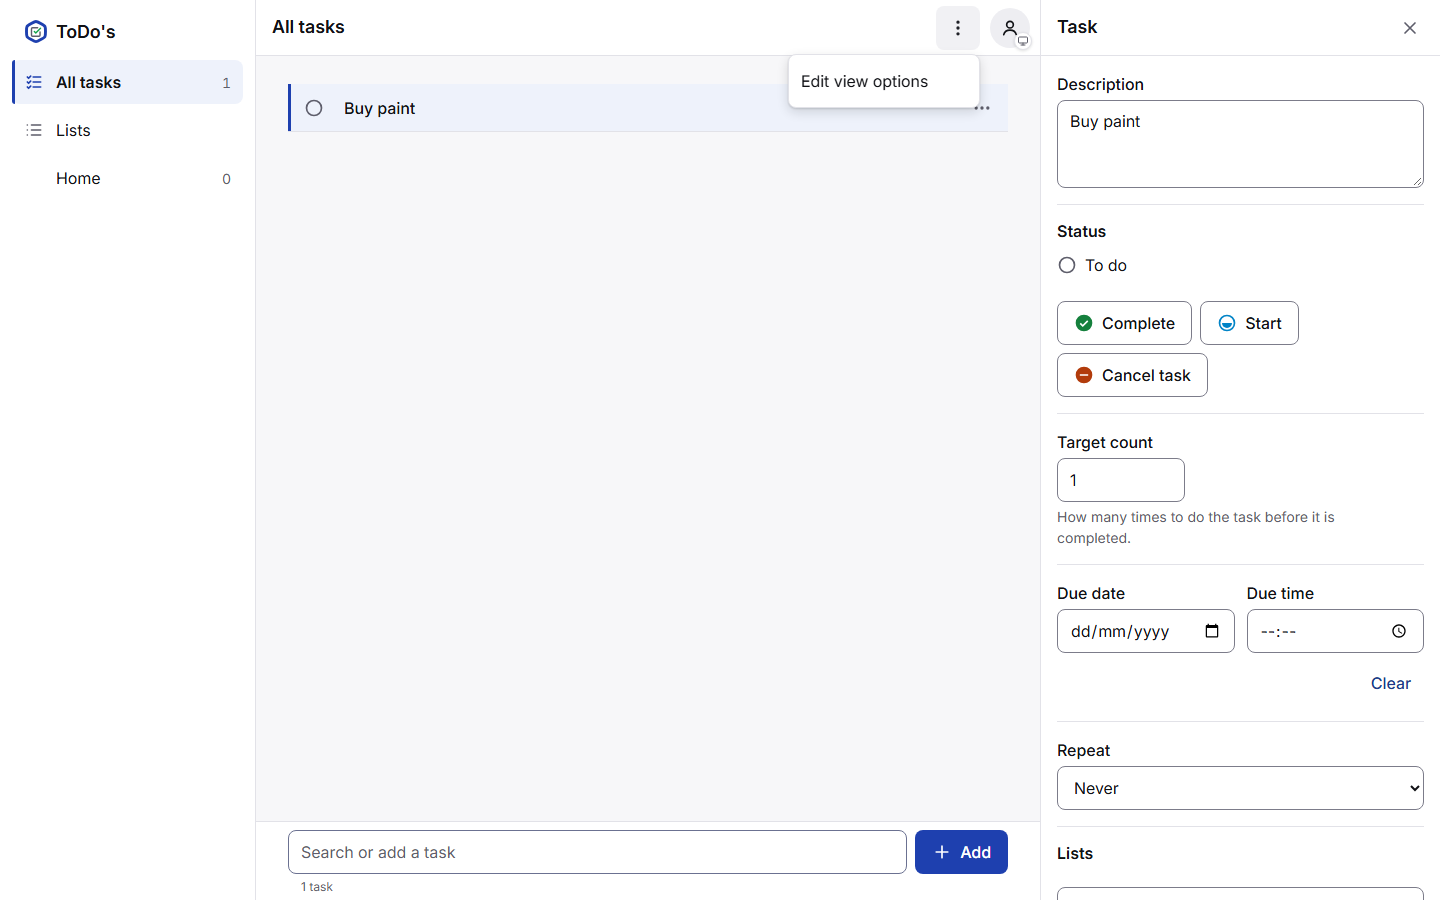 ToDo's
All tasks 1
Lists
Home 0
All tasks
Edit view options
Buy paint
Search or add a task
Add
1 task
Task
Description
Buy paint
Status
To do
Complete
Start
Cancel task
Target count
1
How many times to do the task before it is
completed.
Due date Due time
dd/mm/yyyy --:--
Clear
Repeat
Never
Lists